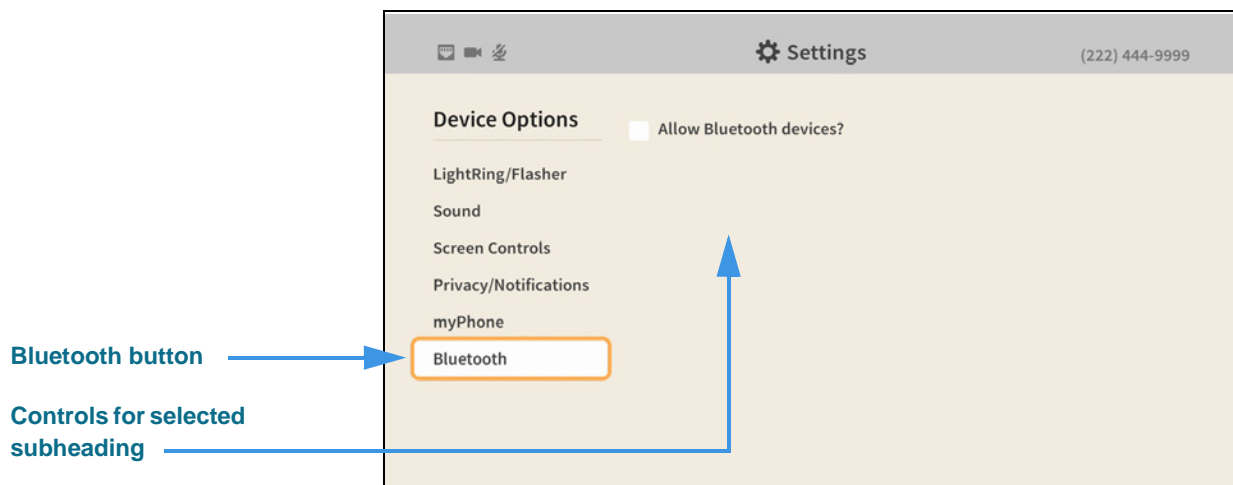 Settings
(222) 444-9999
Device Options
Allow Bluetooth devices?
LightRing/Flasher
Sound
Screen Controls
Privacy/Notifications
myPhone
Bluetooth
Bluetooth button
Controls for selected
subheading